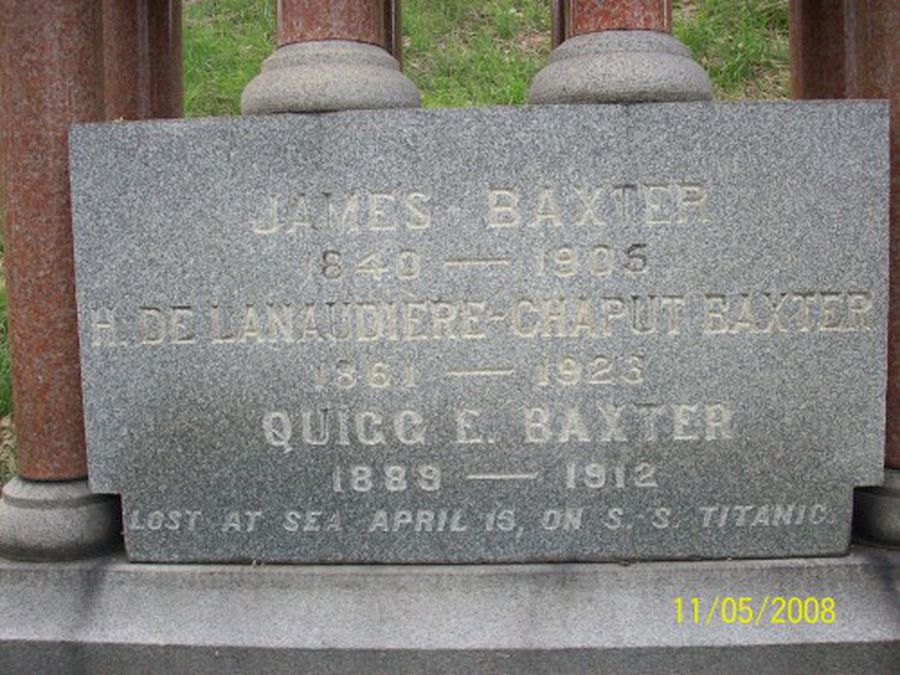 JAMES BAXTER
1840 — 1905
H. DE LANAUDIERE-CHAPUT BAXTER
1861 — 1923
QUIGG E. BAXTER
1889 — 1912
LOST AT SEA APRIL 15, ON S.S. TITANIC.
11/05/2008